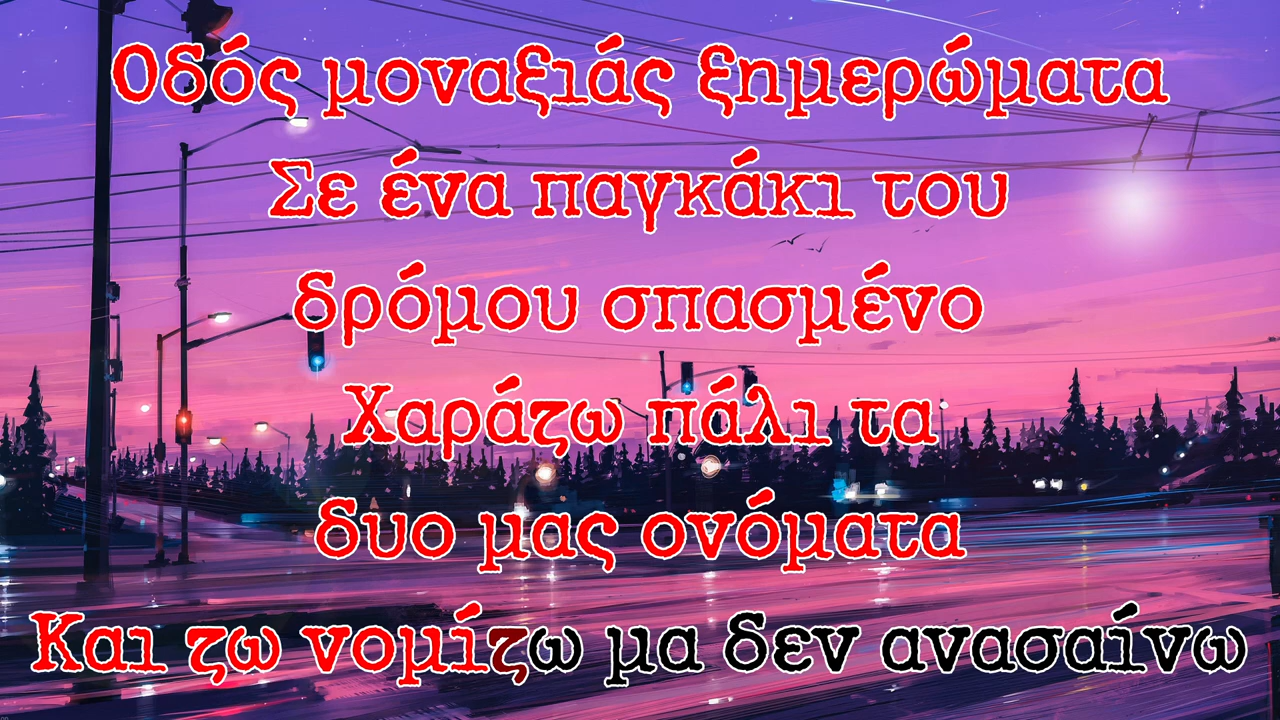 Οδός μοναξιάς ξημερώματα
Σε ένα παγκάκι του
δρόμου σπασμένο
Χαράζω πάλι τα
δυο μας ονόματα
Και ζω νομίζω μα δεν ανασαίνω